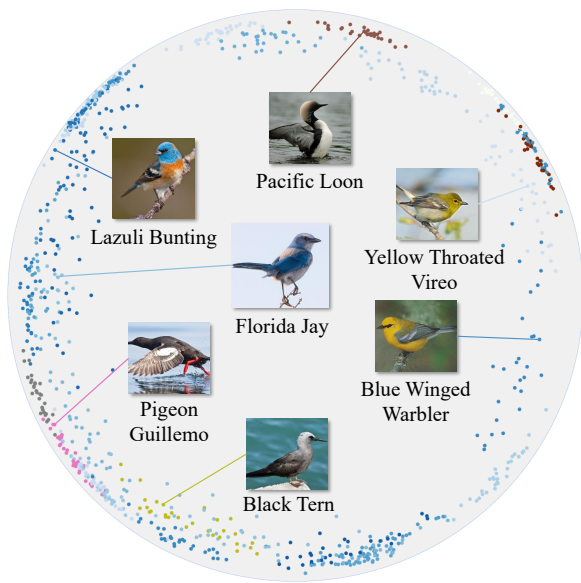 Pacific Loon
Lazuli Bunting
Yellow Throated
Vireo
Florida Jay
Blue Winged
Warbler
Pigeon
Guillemo
Black Tern